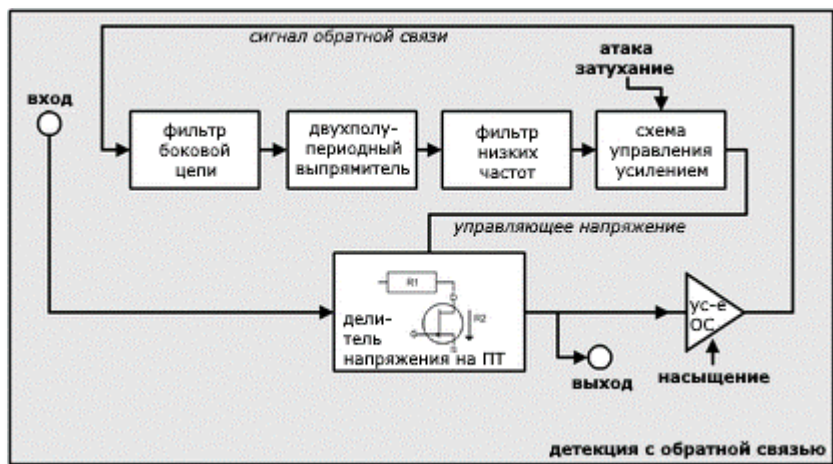 сигнал обратной связи
атака
затухание
вход
фильтр
боковой
цепи
двухполу-
периодный
выпрямитель
фильтр
низких
частот
схема
управления
усилением
управляющее напряжение
R1
R2
дели-
тель
напряжения на ПТ
ус-е
ОС
выход
насыщение
детекция с обратной связью